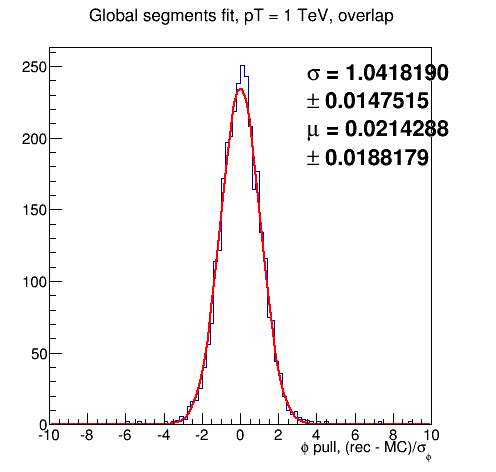 Global segments fit, pT = 1 TeV, overlap
σ = 1.0418190
± 0.0147515
μ = 0.0214288
± 0.0188179
250
200
150
100
50
0
-10 -8 -6 -4 -2 0 2 4 6 8 10
ϕ pull, (rec - MC)/σ_ϕ